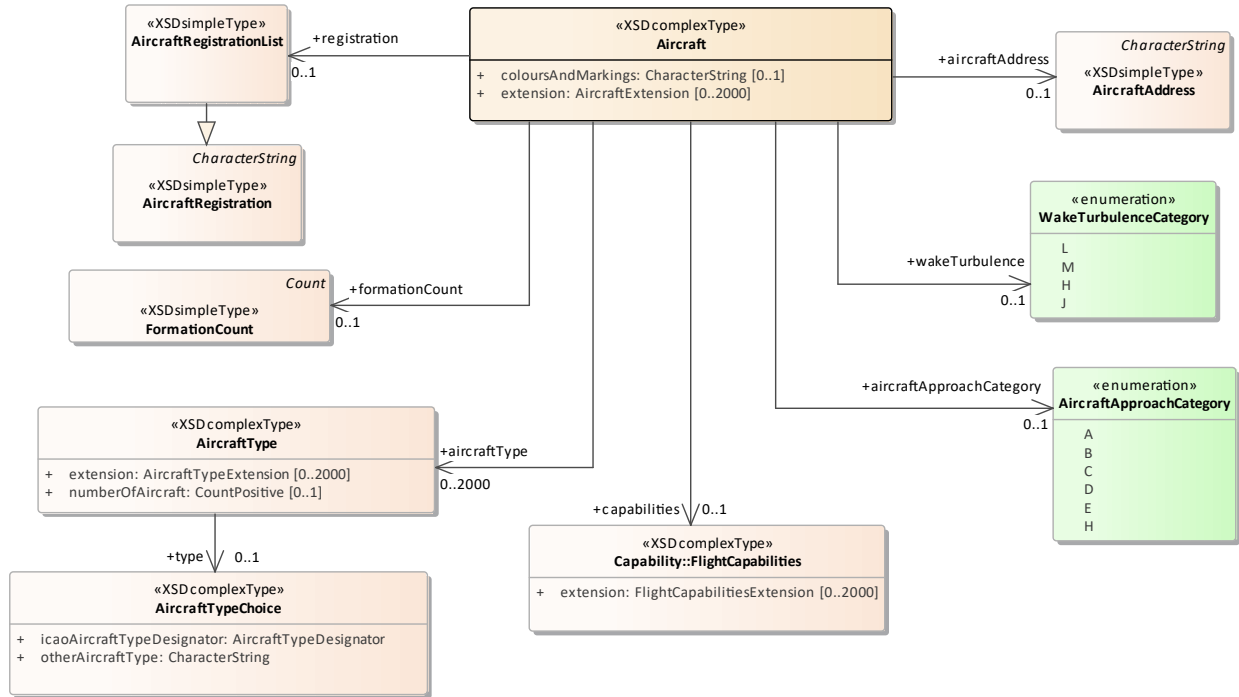 «XSDsimpleType»
AircraftRegistrationList
+registration
0..1
«XSDcomplexType»
Aircraft
+ coloursAndMarkings: CharacterString [0..1]
+ extension: AircraftExtension [0..2000]
+aircraftAddress
0..1
CharacterString
«XSDsimpleType»
AircraftAddress
CharacterString
«XSDsimpleType»
AircraftRegistration
«enumeration»
WakeTurbulenceCategory
L
M
H
J
+wakeTurbulence
0..1
Count
«XSDsimpleType»
FormationCount
+formationCount
0..1
+aircraftApproachCategory
0..1
«enumeration»
AircraftApproachCategory
A
B
C
D
E
H
«XSDcomplexType»
AircraftType
+ extension: AircraftTypeExtension [0..2000]
+ numberOfAircraft: CountPositive [0..1]
+aircraftType
0..2000
+capabilities
0..1
«XSDcomplexType»
Capability::FlightCapabilities
+ extension: FlightCapabilitiesExtension [0..2000]
+type
0..1
«XSDcomplexType»
AircraftTypeChoice
+ icaoAircraftTypeDesignator: AircraftTypeDesignator
+ otherAircraftType: CharacterString